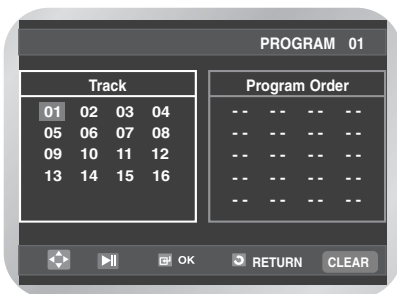 PROGRAM 01
Track
Program Order
01 02 03 04
05 06 07 08
09 10 11 12
13 14 15 16
-- -- -- --
-- -- -- --
-- -- -- --
-- -- -- --
-- -- -- --
OK RETURN CLEAR